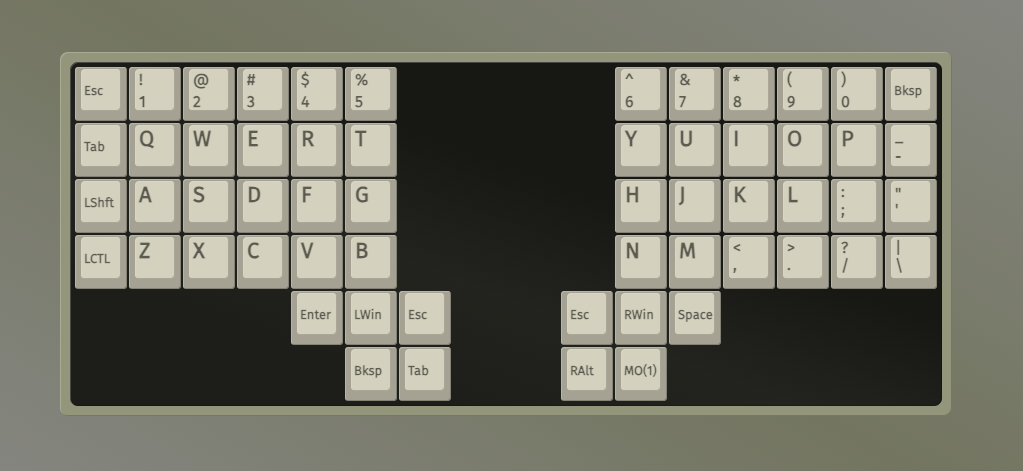 Esc ! 1 @ 2 # 3 $ 4 % 5 ^ 6 & 7 * 8 ( 9 ) 0 Bksp
Tab Q W E R T Y U I O P _ -
LShft A S D F G H J K L : ; " '
LCTL Z X C V B N M < , > . ? / | \
Enter LWin Esc Esc RWin Space
Bksp Tab RAlt MO(1)